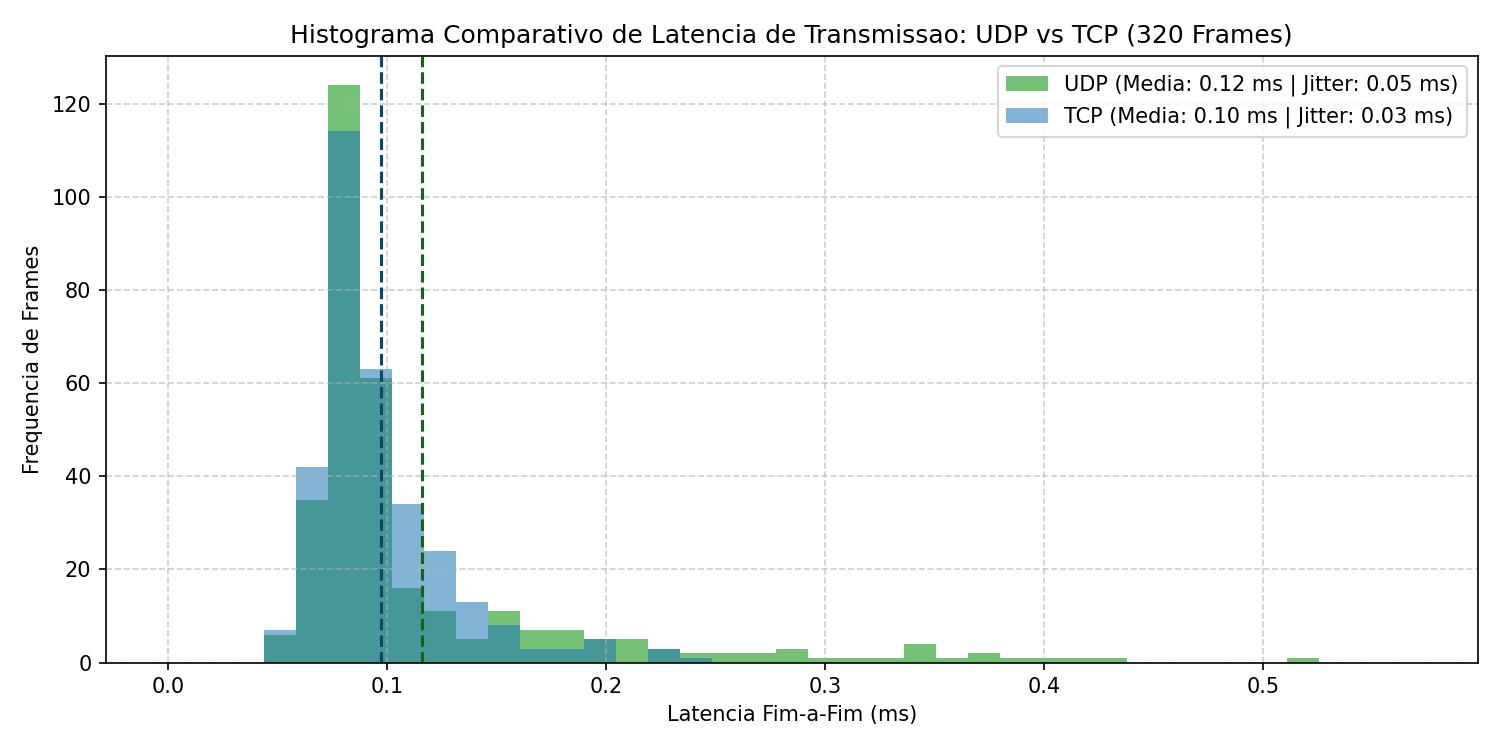 Histograma Comparativo de Latencia de Transmissao: UDP vs TCP (320 Frames)
UDP (Media: 0.12 ms | Jitter: 0.05 ms)
TCP (Media: 0.10 ms | Jitter: 0.03 ms)
Frequencia de Frames
120
100
80
60
40
20
0
0.0 0.1 0.2 0.3 0.4 0.5
Latencia Fim-a-Fim (ms)